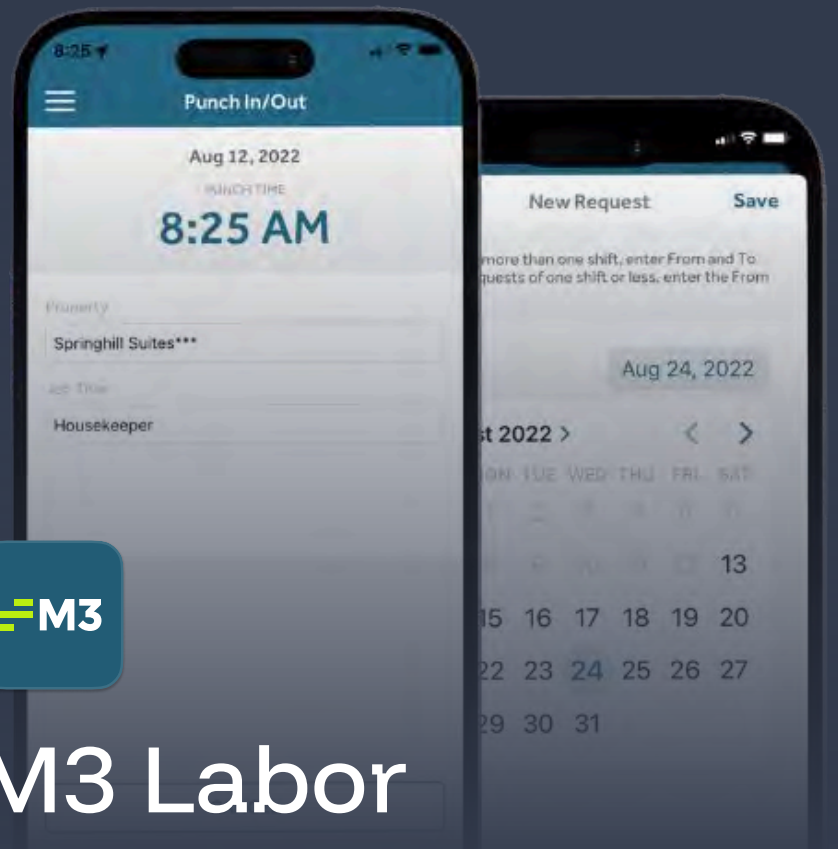 8:25
Punch In/Out
Aug 12, 2022
PUNCH TIME
8:25 AM
Property
Springhill Suites***
Job Title
Housekeeper
New Request
Save
more than one shift, enter From and To
quests of one shift or less, enter the From
Aug 24, 2022
st 2022 >
MON TUE WED THU FRI SAT
13
15 16 17 18 19 20
22 23 24 25 26 27
29 30 31
M3
M3 Labor